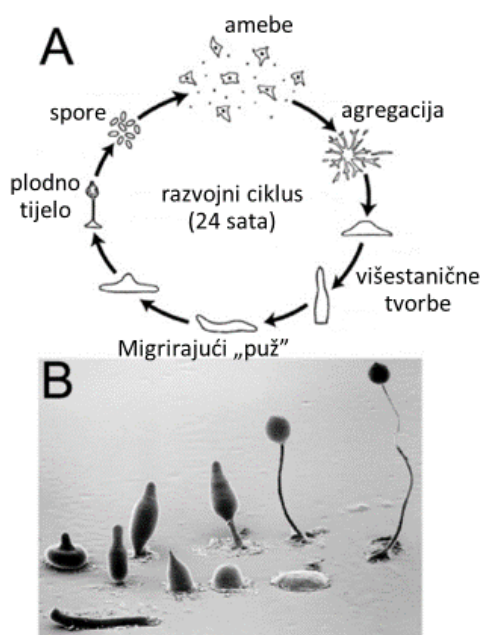 A
amebe
agregacija
višestanične
tvorbe
Migrirajući „puž”
plodno
tijelo
spore
razvojni ciklus
(24 sata)
B